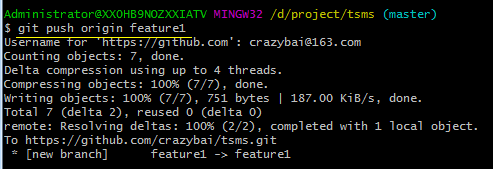 Administrator@XXOHB9NOZXXIATV MINGW32 /d/project/tsms (master)
$ git push origin feature1
Username for 'https://github.com': crazybai@163.com
Counting objects: 7, done.
Delta compression using up to 4 threads.
Compressing objects: 100% (7/7), done.
Writing objects: 100% (7/7), 751 bytes | 187.00 KiB/s, done.
Total 7 (delta 2), reused 0 (delta 0)
remote: Resolving deltas: 100% (2/2), completed with 1 local object.
To https://github.com/crazybai/tsms.git
 * [new branch]      feature1 -> feature1